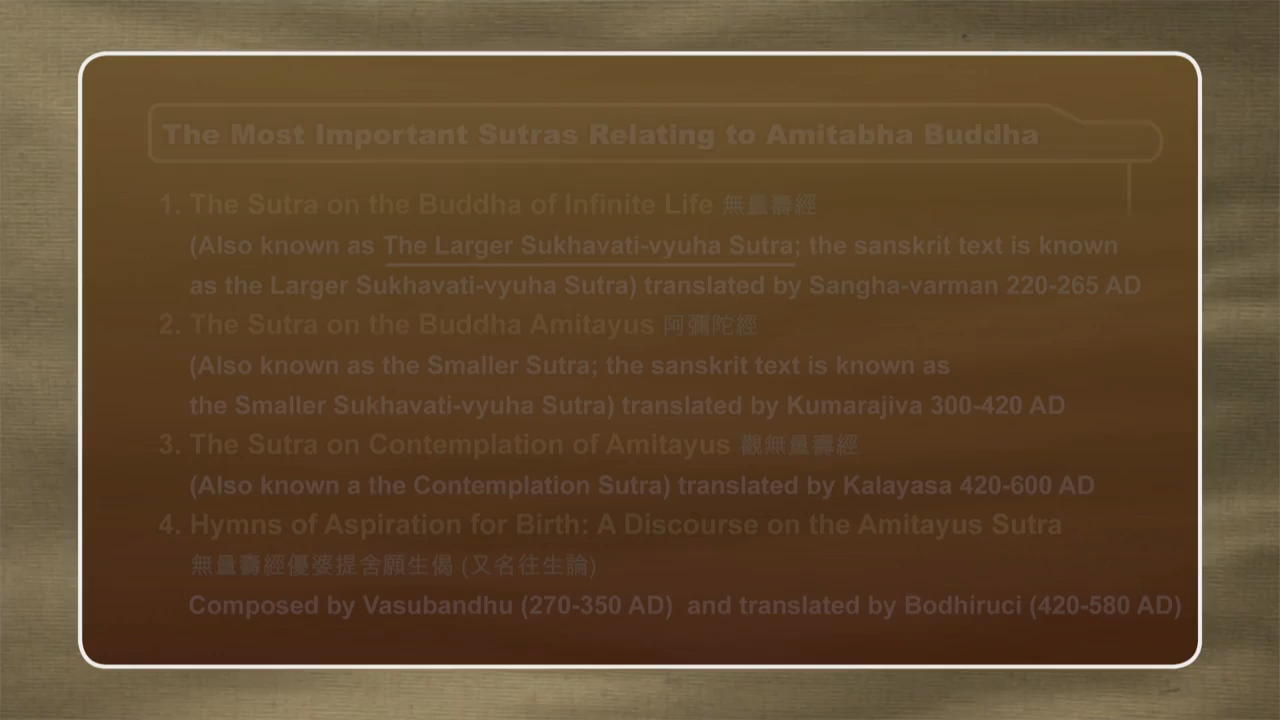 The Most Important Sutras Relating to Amitabha Buddha
1. The Sutra on the Buddha of Infinite Life 無量壽經
(Also known as The Larger Sukhavati-vyuha Sutra; the sanskrit text is known
as the Larger Sukhavati-vyuha Sutra) translated by Sangha-varman 220-265 AD
2. The Sutra on the Buddha Amitayus 阿彌陀經
(Also known as the Smaller Sutra; the sanskrit text is known as
the Smaller Sukhavati-vyuha Sutra) translated by Kumarajiva 300-420 AD
3. The Sutra on Contemplation of Amitayus 觀無量壽經
(Also known a the Contemplation Sutra) translated by Kalayasa 420-600 AD
4. Hymns of Aspiration for Birth: A Discourse on the Amitayus Sutra
無量壽經優婆提舍願生偈 (又名往生論)
Composed by Vasubandhu (270-350 AD) and translated by Bodhiruci (420-580 AD)